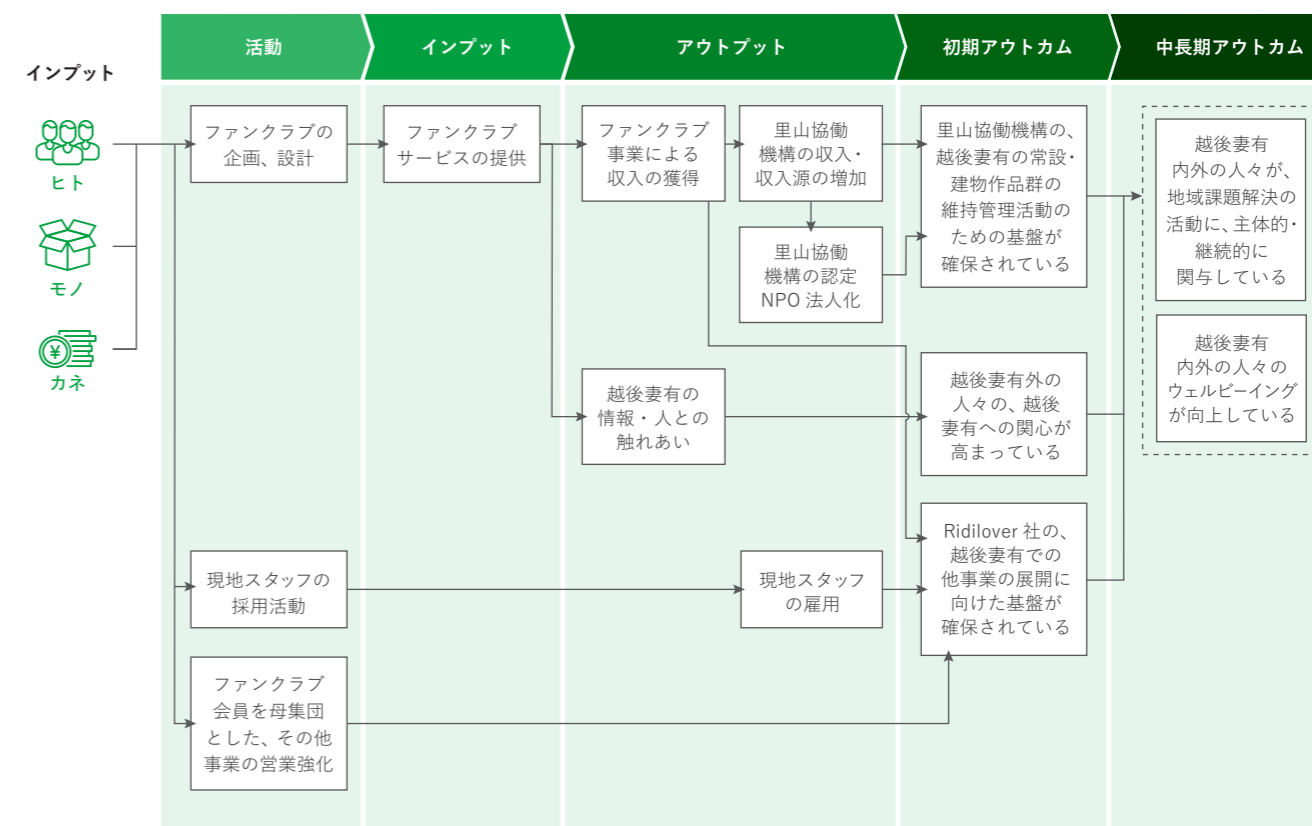 活動
インプット
アウトプット
初期アウトカム
中長期アウトカム
インプット
ヒト
モノ
¥
カネ
ファンクラブの
企画、設計
ファンクラブ
サービスの提供
ファンクラブ
事業による
収入の獲得
里山協働
機構の収入・
収入源の増加
里山協働
機構の認定
NPO 法人化
里山協働機構の、
越後妻有の常設・
建物作品群の
維持管理活動の
ための基盤が
確保されている
越後妻有
内外の人々が、
地域課題解決の
活動に、主体的・
継続的に
関与している
越後妻有
内外の人々の
ウェルビーイング
が向上している
越後妻有の
情報・人との
触れあい
越後妻有外の
人々の、越後
妻有への関心が
高まっている
現地スタッフの
採用活動
現地スタッフ
の雇用
Ridilover 社の、
越後妻有での
他事業の展開に
向けた基盤が
確保されている
ファンクラブ
会員を母集団
とした、その他
事業の営業強化